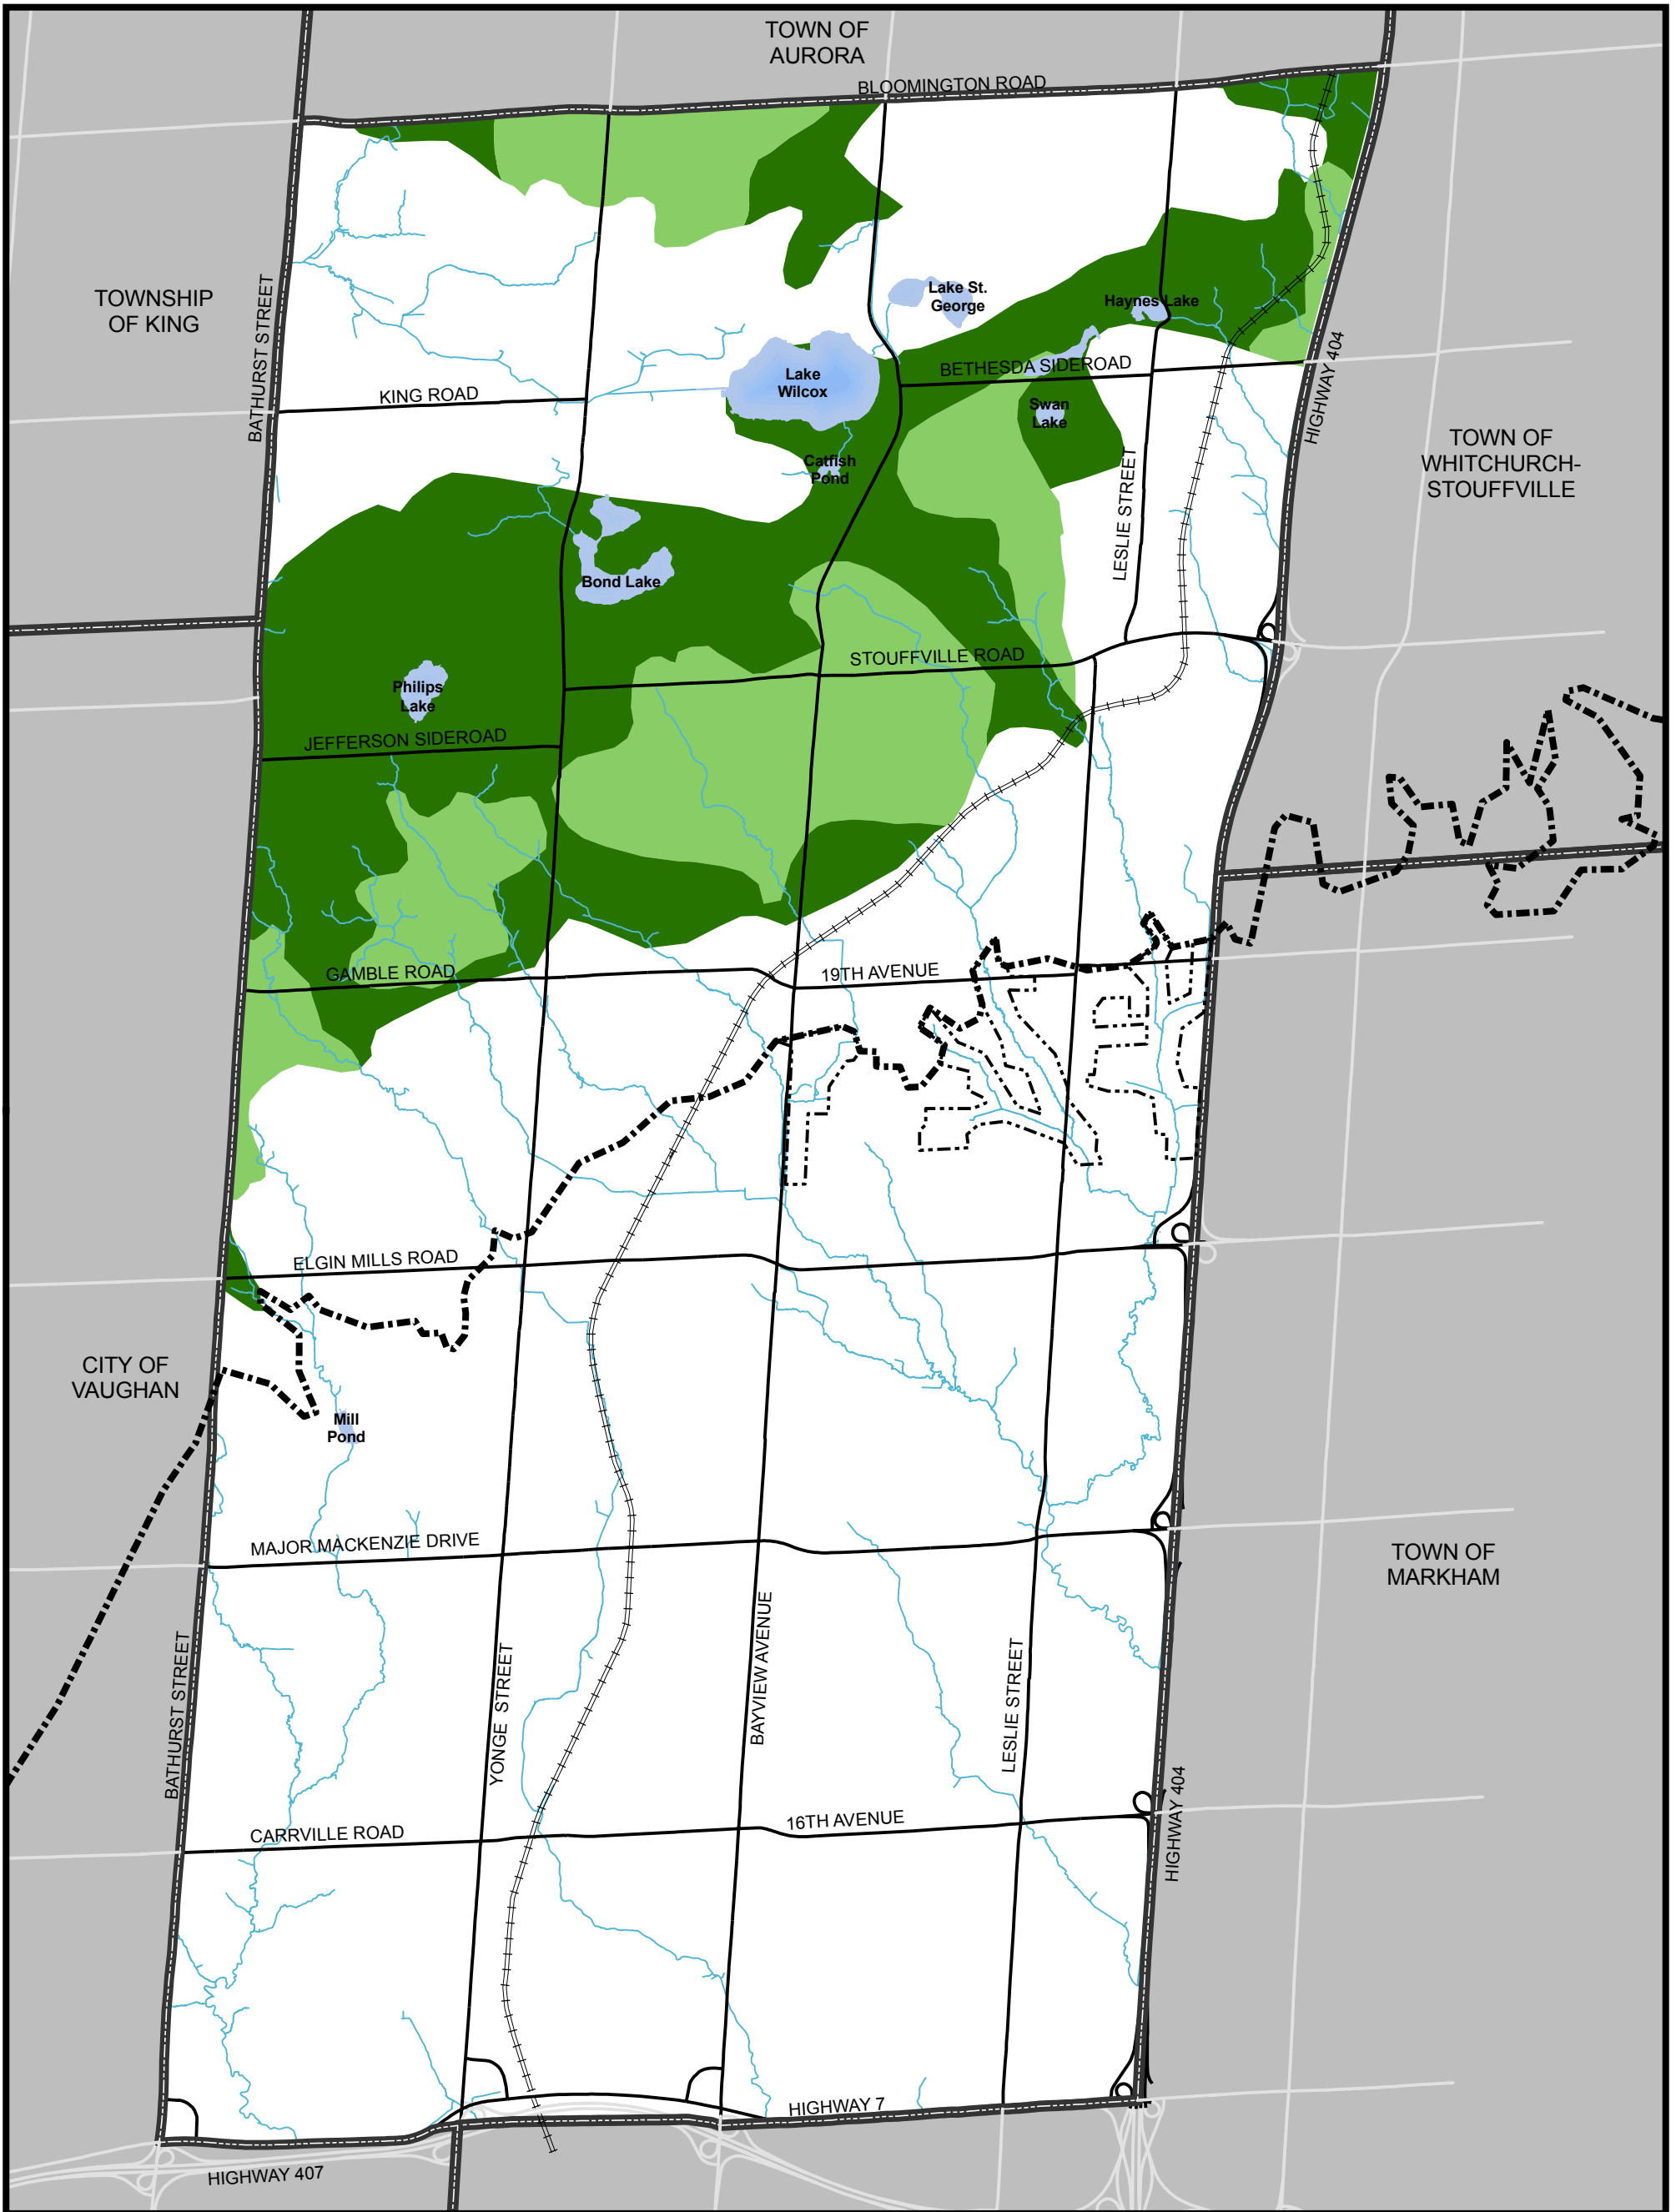 TOWN OF
AURORA
BLOOMINGTON ROAD
TOWNSHIP
OF KING
BATHURST STREET
Lake St.
George
Haynes Lake
HIGHWAY 404
Lake
Wilcox
BETHESDA SIDEROAD
KING ROAD
Swan
Lake
TOWN OF
WHITCHURCH-
STOUFFVILLE
Catfish
Pond
LESLIE STREET
Bond Lake
STOUFFVILLE ROAD
Philips
Lake
JEFFERSON SIDEROAD
GAMBLE ROAD
19TH AVENUE
ELGIN MILLS ROAD
CITY OF
VAUGHAN
Mill
Pond
MAJOR MACKENZIE DRIVE
TOWN OF
MARKHAM
BATHURST STREET
YONGE STREET
BAYVIEW AVENUE
LESLIE STREET
HIGHWAY 404
CARRVILLE ROAD
16TH AVENUE
HIGHWAY 7
HIGHWAY 407